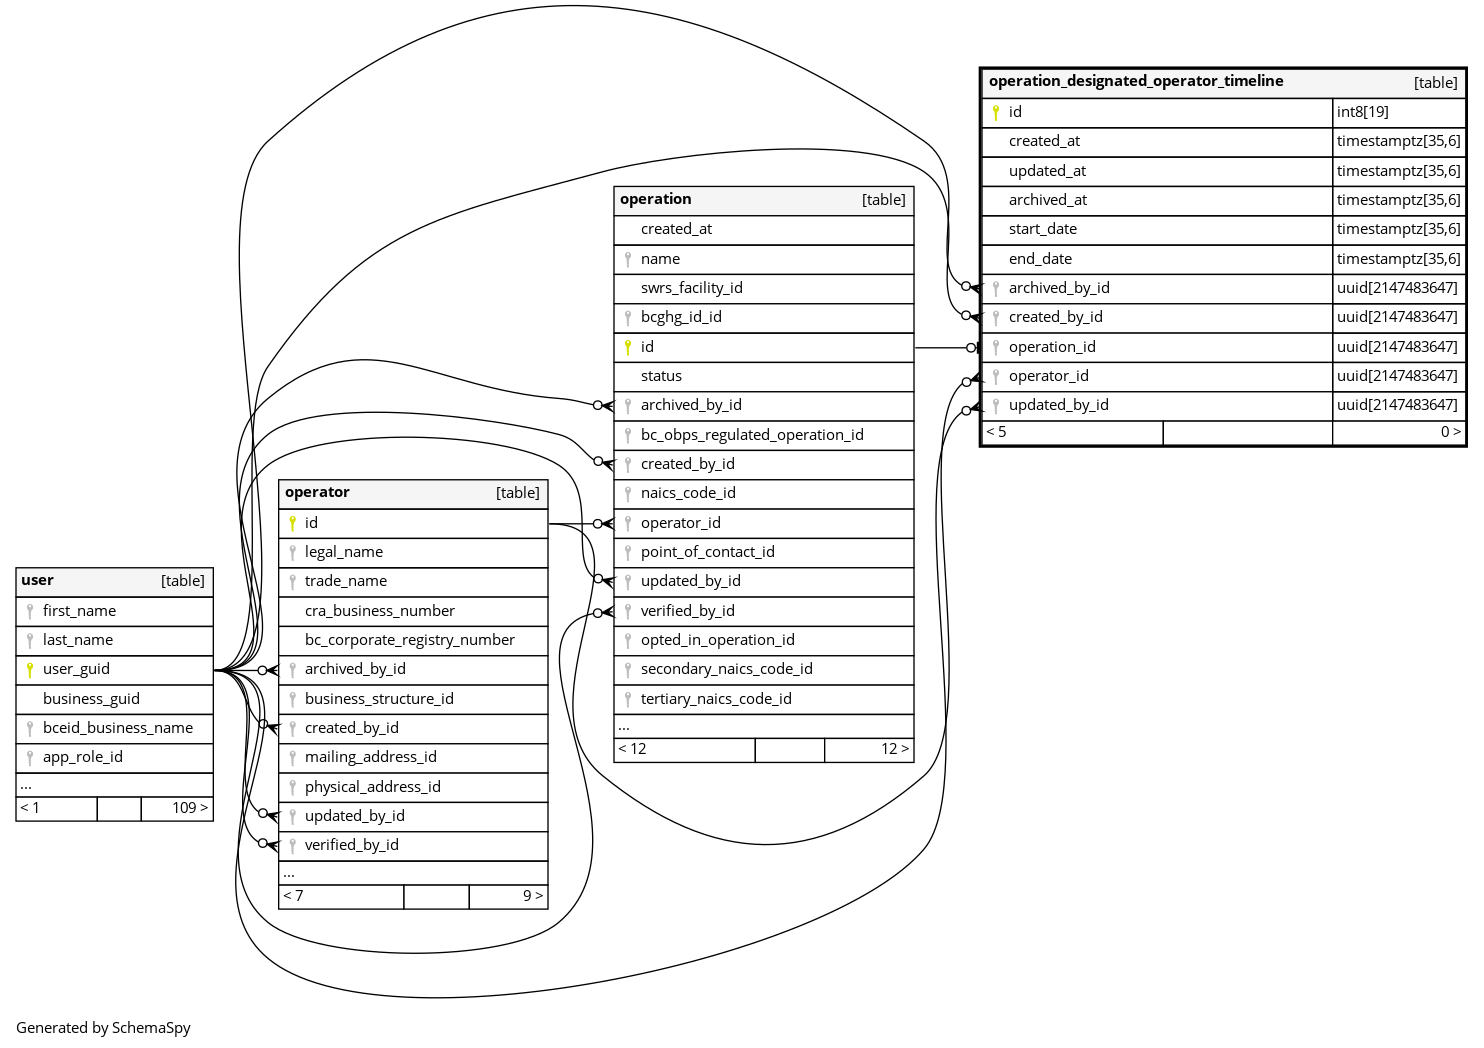 operation_designated_operator_timeline [table]
id int8[19]
created_at timestamptz[35,6]
updated_at timestamptz[35,6]
archived_at timestamptz[35,6]
start_date timestamptz[35,6]
end_date timestamptz[35,6]
archived_by_id uuid[2147483647]
created_by_id uuid[2147483647]
operation_id uuid[2147483647]
operator_id uuid[2147483647]
updated_by_id uuid[2147483647]
< 5 0 >
operation [table]
created_at
name
swrs_facility_id
bcghg_id_id
id
status
archived_by_id
bc_obps_regulated_operation_id
created_by_id
naics_code_id
operator_id
point_of_contact_id
updated_by_id
verified_by_id
opted_in_operation_id
secondary_naics_code_id
tertiary_naics_code_id
...
< 12 12 >
operator [table]
id
legal_name
trade_name
cra_business_number
bc_corporate_registry_number
archived_by_id
business_structure_id
created_by_id
mailing_address_id
physical_address_id
updated_by_id
verified_by_id
...
< 7 9 >
user [table]
first_name
last_name
user_guid
business_guid
bceid_business_name
app_role_id
...
< 1 109 >
Generated by SchemaSpy